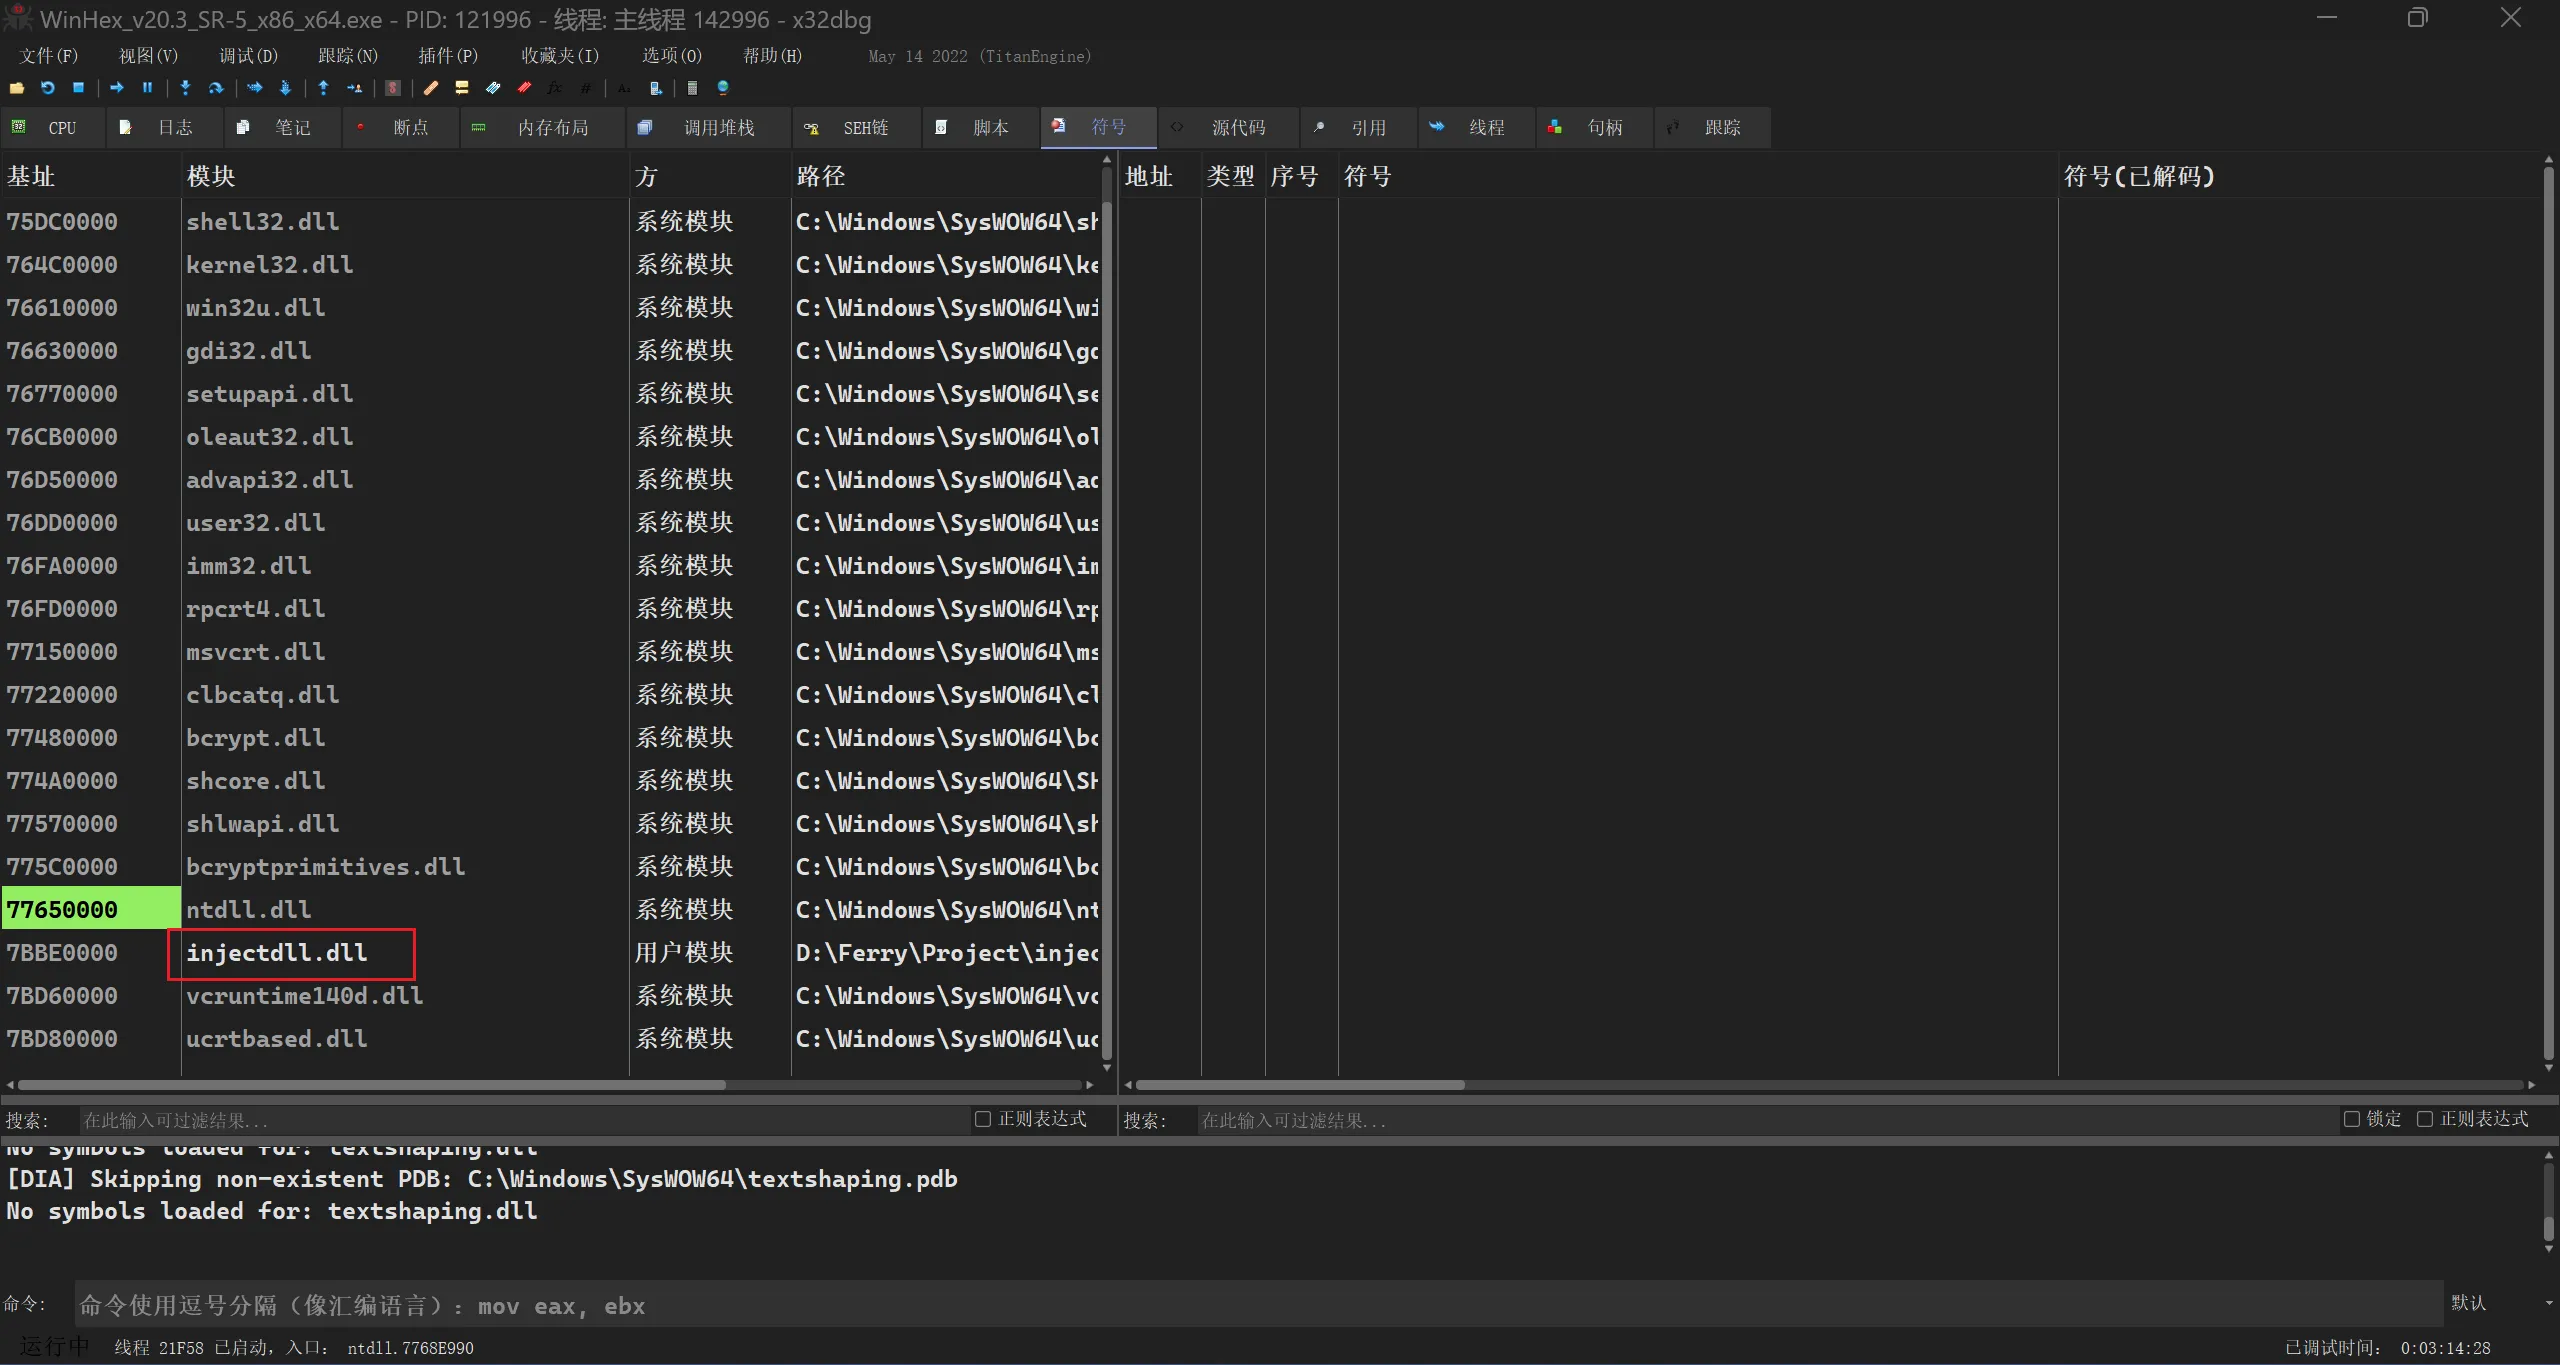 WinHex_v20.3_SR-5_x86_x64.exe - PID: 121996 - 线程: 主线程 142996 - x32dbg
文件(F) 视图(V) 调试(D) 跟踪(N) 插件(P) 收藏夹(I) 选项(O) 帮助(H) May 14 2022 (TitanEngine)
CPU 日志 笔记 断点 内存布局 调用堆栈 SEH链 脚本 符号 源代码 引用 线程 句柄 跟踪
基址 模块 方 路径 地址 类型 序号 符号 符号(已解码)
75DC0000 shell32.dll 系统模块 C:\Windows\SysWOW64\sh
764C0000 kernel32.dll 系统模块 C:\Windows\SysWOW64\ke
76610000 win32u.dll 系统模块 C:\Windows\SysWOW64\wi
76630000 gdi32.dll 系统模块 C:\Windows\SysWOW64\gd
76770000 setupapi.dll 系统模块 C:\Windows\SysWOW64\se
76CB0000 oleaut32.dll 系统模块 C:\Windows\SysWOW64\ol
76D50000 advapi32.dll 系统模块 C:\Windows\SysWOW64\ad
76DD0000 user32.dll 系统模块 C:\Windows\SysWOW64\us
76FA0000 imm32.dll 系统模块 C:\Windows\SysWOW64\im
76FD0000 rpcrt4.dll 系统模块 C:\Windows\SysWOW64\rp
77150000 msvcrt.dll 系统模块 C:\Windows\SysWOW64\ms
77220000 clbcatq.dll 系统模块 C:\Windows\SysWOW64\cl
77480000 bcrypt.dll 系统模块 C:\Windows\SysWOW64\bc
774A0000 shcore.dll 系统模块 C:\Windows\SysWOW64\SH
77570000 shlwapi.dll 系统模块 C:\Windows\SysWOW64\sh
775C0000 bcryptprimitives.dll 系统模块 C:\Windows\SysWOW64\bc
77650000 ntdll.dll 系统模块 C:\Windows\SysWOW64\nt
7BBE0000 injectdll.dll 用户模块 D:\Ferry\Project\injec
7BD60000 vcruntime140d.dll 系统模块 C:\Windows\SysWOW64\vc
7BD80000 ucrtbased.dll 系统模块 C:\Windows\SysWOW64\uc
搜索: 在此输入可过滤结果... 正则表达式 搜索: 在此输入可过滤结果... 锁定 正则表达式
No symbols loaded for: textshaping.dll
[DIA] Skipping non-existent PDB: C:\Windows\SysWOW64\textshaping.pdb
No symbols loaded for: textshaping.dll
命令: 命令使用逗号分隔（像汇编语言）: mov eax, ebx 默认
运行中 线程 21F58 已启动, 入口: ntdll.7768E990 已调试时间: 0:03:14:28